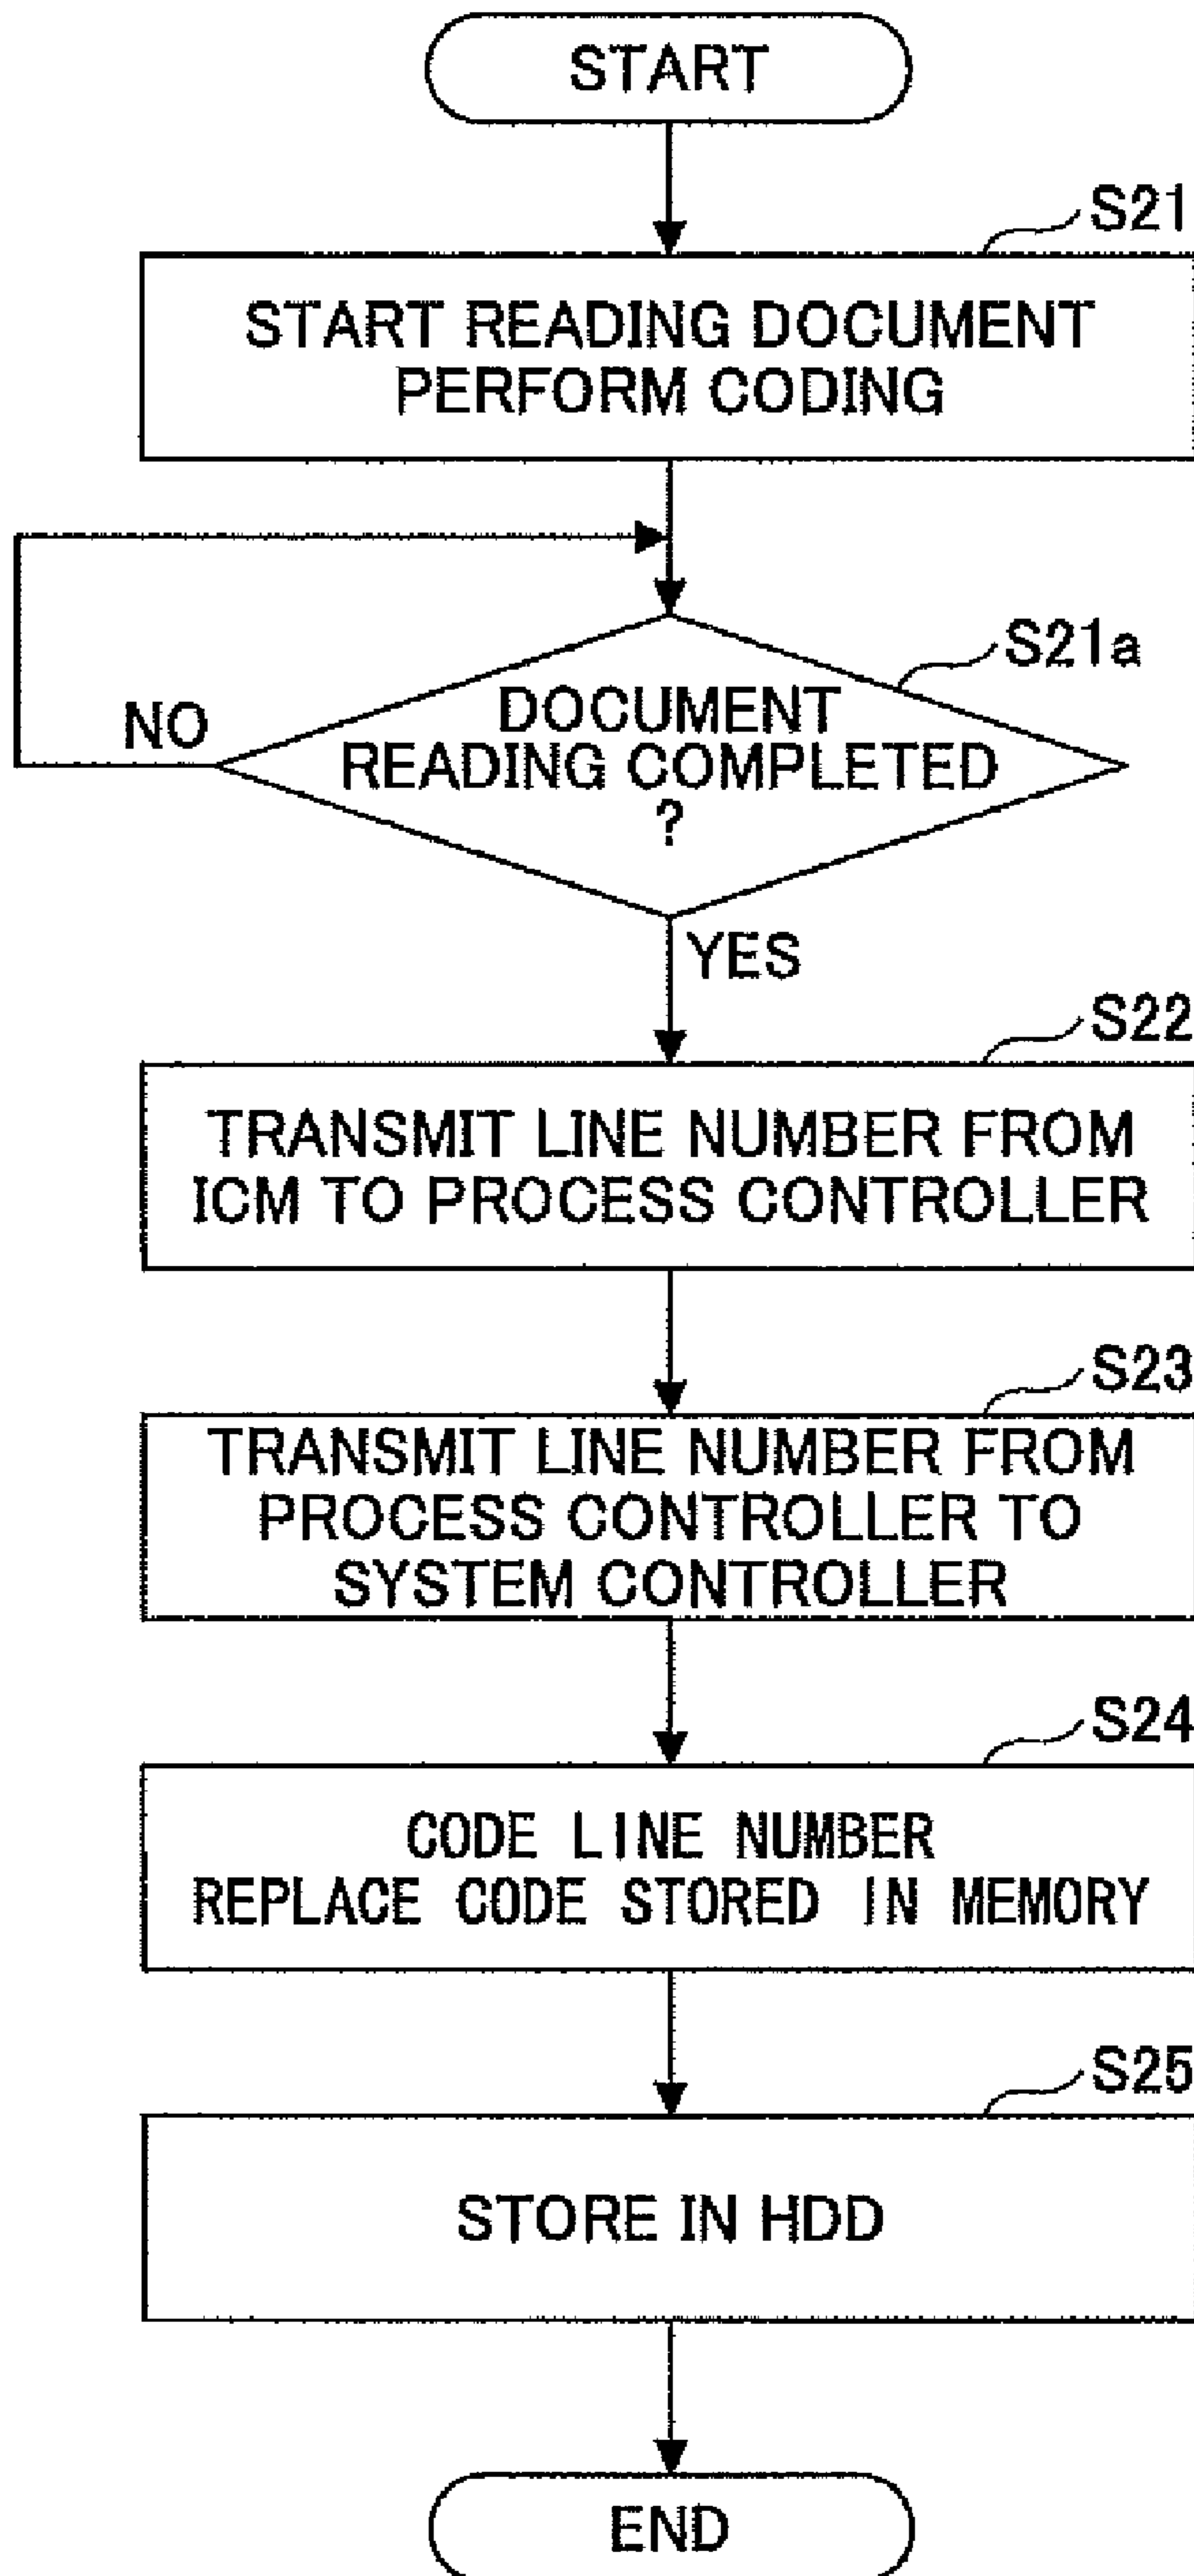 START
S21
START READING DOCUMENT
PERFORM CODING
S21a
DOCUMENT
READING COMPLETED
?
NO
YES
S22
TRANSMIT LINE NUMBER FROM
ICM TO PROCESS CONTROLLER
S23
TRANSMIT LINE NUMBER FROM
PROCESS CONTROLLER TO
SYSTEM CONTROLLER
S24
CODE LINE NUMBER
REPLACE CODE STORED IN MEMORY
S25
STORE IN HDD
END